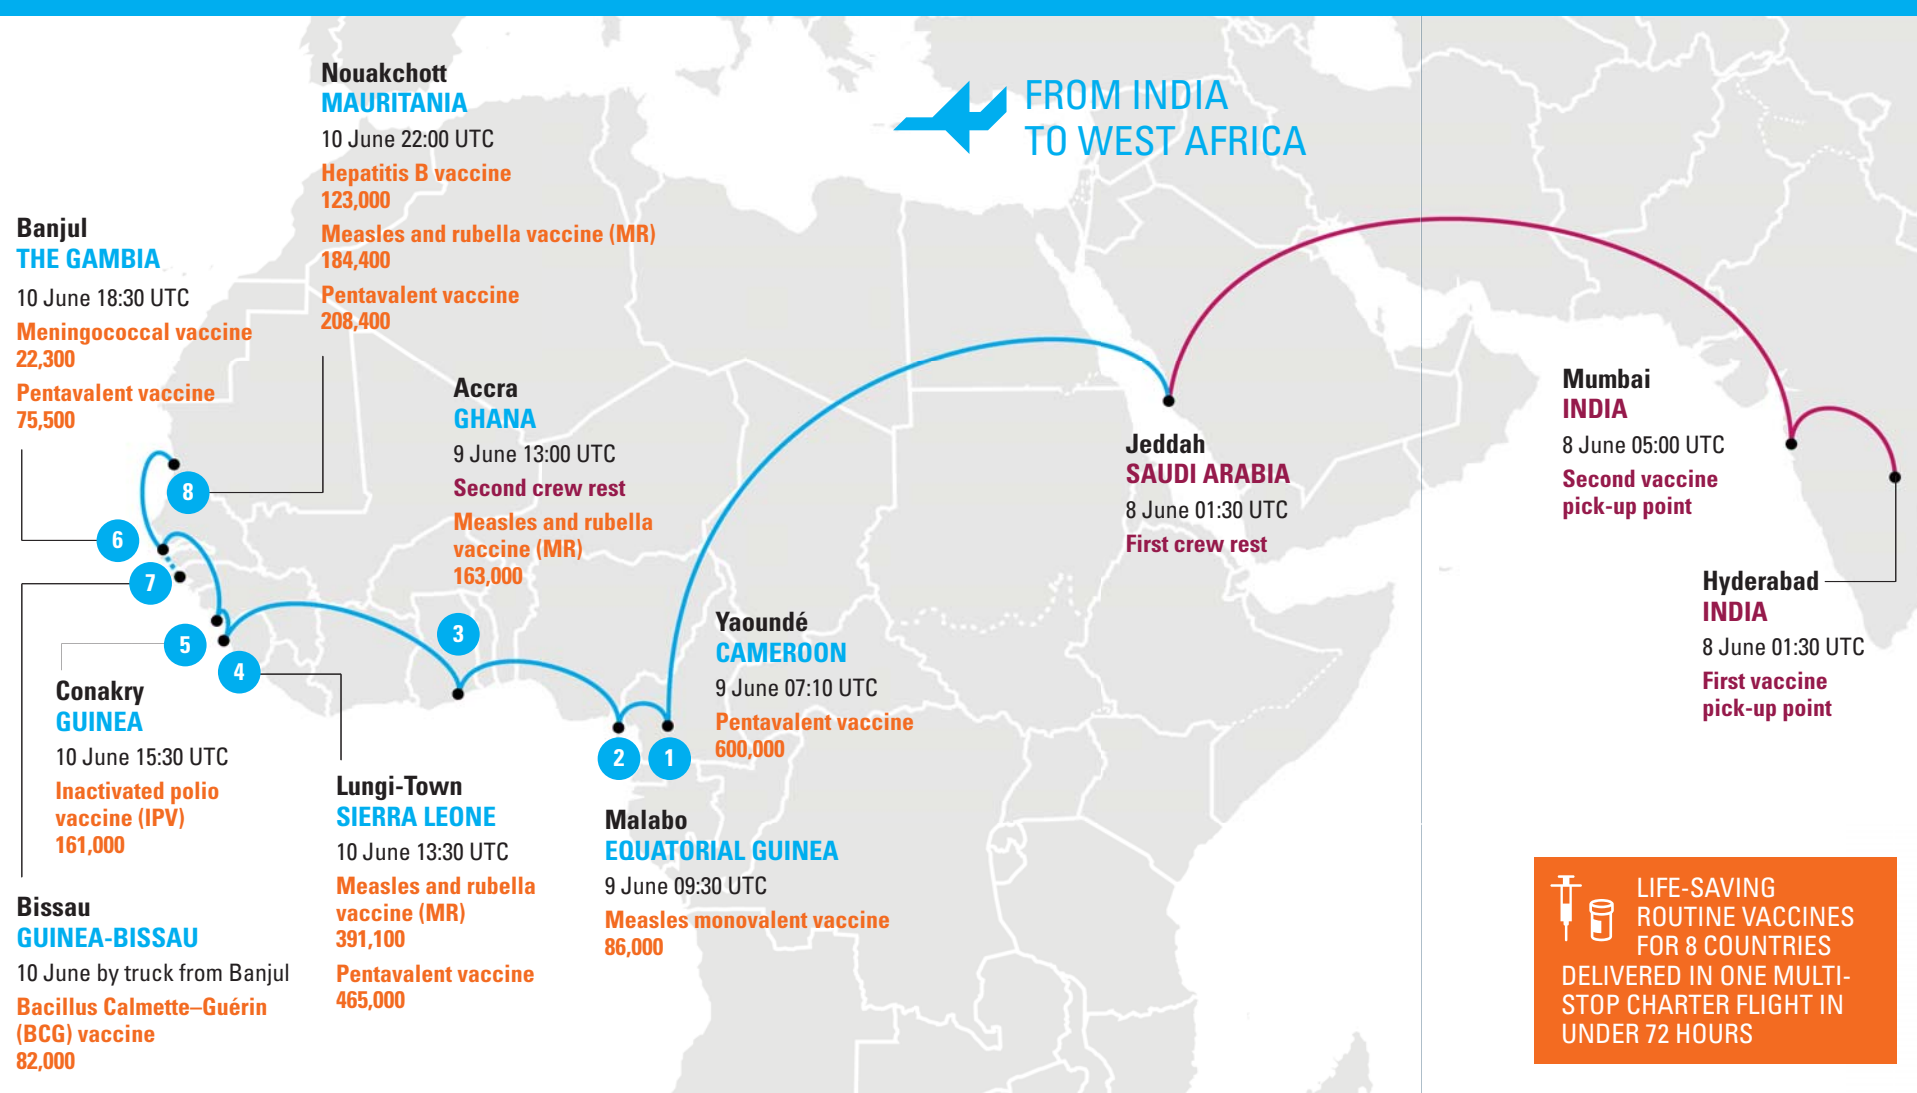 FROM INDIA
TO WEST AFRICA
Nouakchott
MAURITANIA
10 June 22:00 UTC
Hepatitis B vaccine
123,000
Measles and rubella vaccine (MR)
184,400
Pentavalent vaccine
208,400
Banjul
THE GAMBIA
10 June 18:30 UTC
Meningococcal vaccine
22,300
Pentavalent vaccine
75,500
Accra
GHANA
9 June 13:00 UTC
Second crew rest
Measles and rubella
vaccine (MR)
163,000
Jeddah
SAUDI ARABIA
8 June 01:30 UTC
First crew rest
Mumbai
INDIA
8 June 05:00 UTC
Second vaccine
pick-up point
Hyderabad
INDIA
8 June 01:30 UTC
First vaccine
pick-up point
8
6
7
5
4
3
2
1
Yaoundé
CAMEROON
9 June 07:10 UTC
Pentavalent vaccine
600,000
Conakry
GUINEA
10 June 15:30 UTC
Inactivated polio
vaccine (IPV)
161,000
Lungi-Town
SIERRA LEONE
10 June 13:30 UTC
Measles and rubella
vaccine (MR)
391,100
Pentavalent vaccine
465,000
Malabo
EQUATORIAL GUINEA
9 June 09:30 UTC
Measles monovalent vaccine
86,000
Bissau
GUINEA-BISSAU
10 June by truck from Banjul
Bacillus Calmette–Guérin
(BCG) vaccine
82,000
LIFE-SAVING
ROUTINE VACCINES
FOR 8 COUNTRIES
DELIVERED IN ONE MULTI-
STOP CHARTER FLIGHT IN
UNDER 72 HOURS